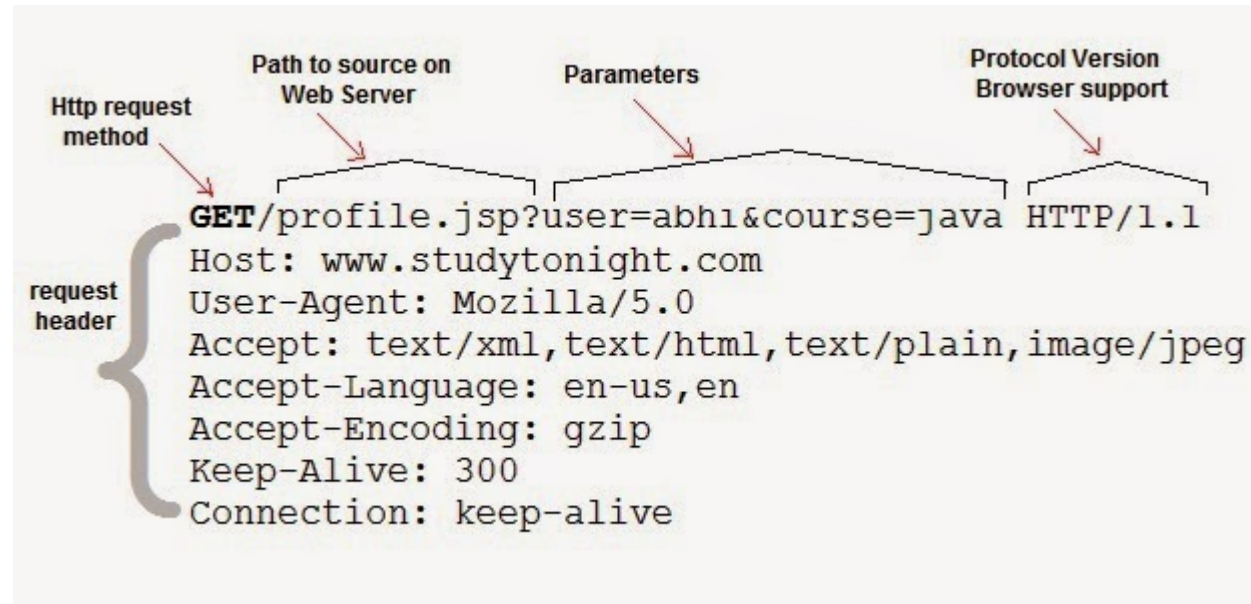 Path to source on
Web Server
Parameters
Protocol Version
Browser support
Http request
method
GET/profile.jsp?user=abhi&course=java HTTP/1.1
Host: www.studytonight.com
User-Agent: Mozilla/5.0
Accept: text/xml,text/html,text/plain,image/jpeg
Accept-Language: en-us,en
Accept-Encoding: gzip
Keep-Alive: 300
Connection: keep-alive
request
header